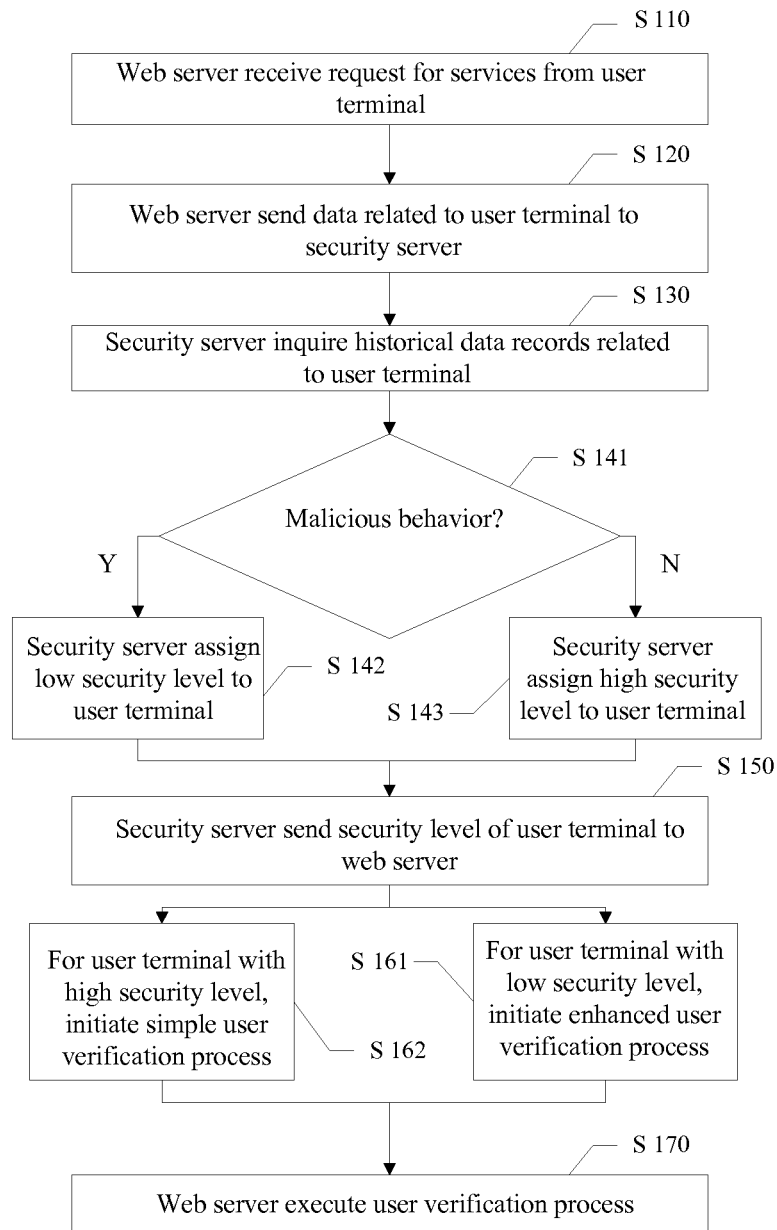 S 110
Web server receive request for services from user
terminal
S 120
Web server send data related to user terminal to
security server
S 130
Security server inquire historical data records related
to user terminal
S 141
Malicious behavior?
Y
N
Security server assign
low security level to
user terminal
S 142
Security server
assign high security
level to user terminal
S 143
S 150
Security server send security level of user terminal to
web server
For user terminal with
high security level,
initiate simple user
verification process
S 162
S 161
For user terminal with
low security level,
initiate enhanced user
verification process
S 170
Web server execute user verification process